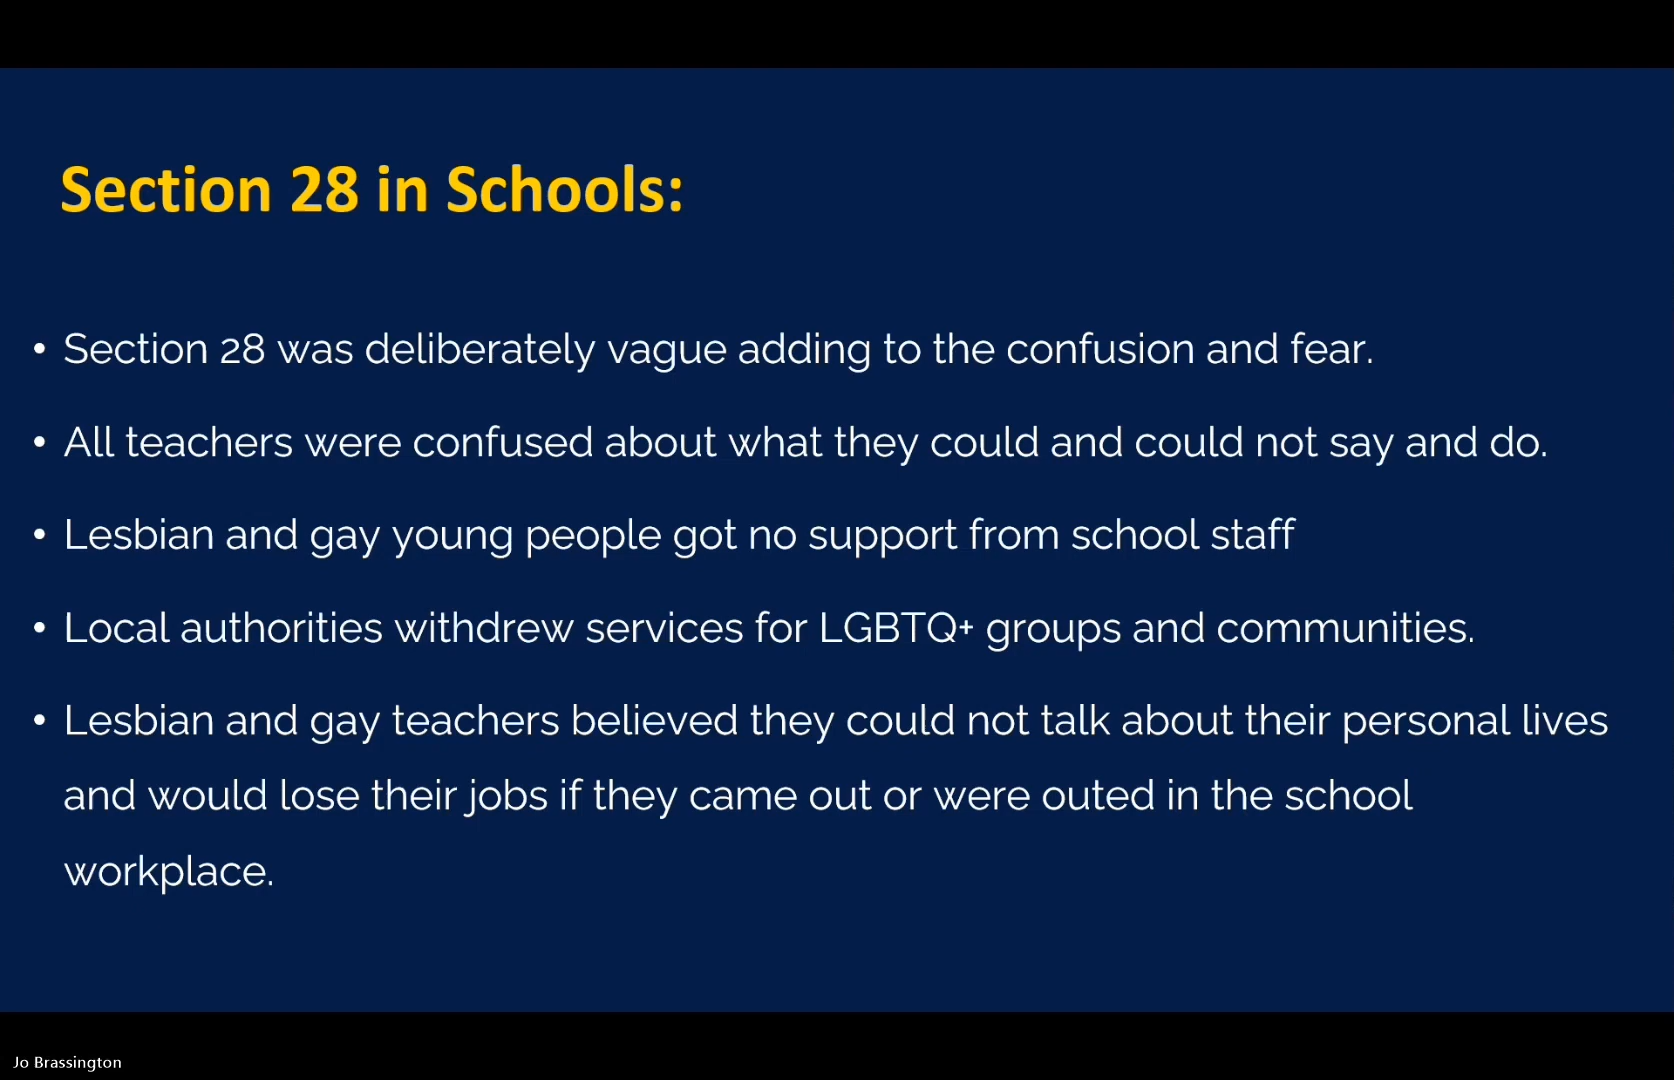 Section 28 in Schools:
• Section 28 was deliberately vague adding to the confusion and fear.
• All teachers were confused about what they could and could not say and do.
• Lesbian and gay young people got no support from school staff
• Local authorities withdrew services for LGBTQ+ groups and communities.
• Lesbian and gay teachers believed they could not talk about their personal lives
and would lose their jobs if they came out or were outed in the school
workplace.
Jo Brassington